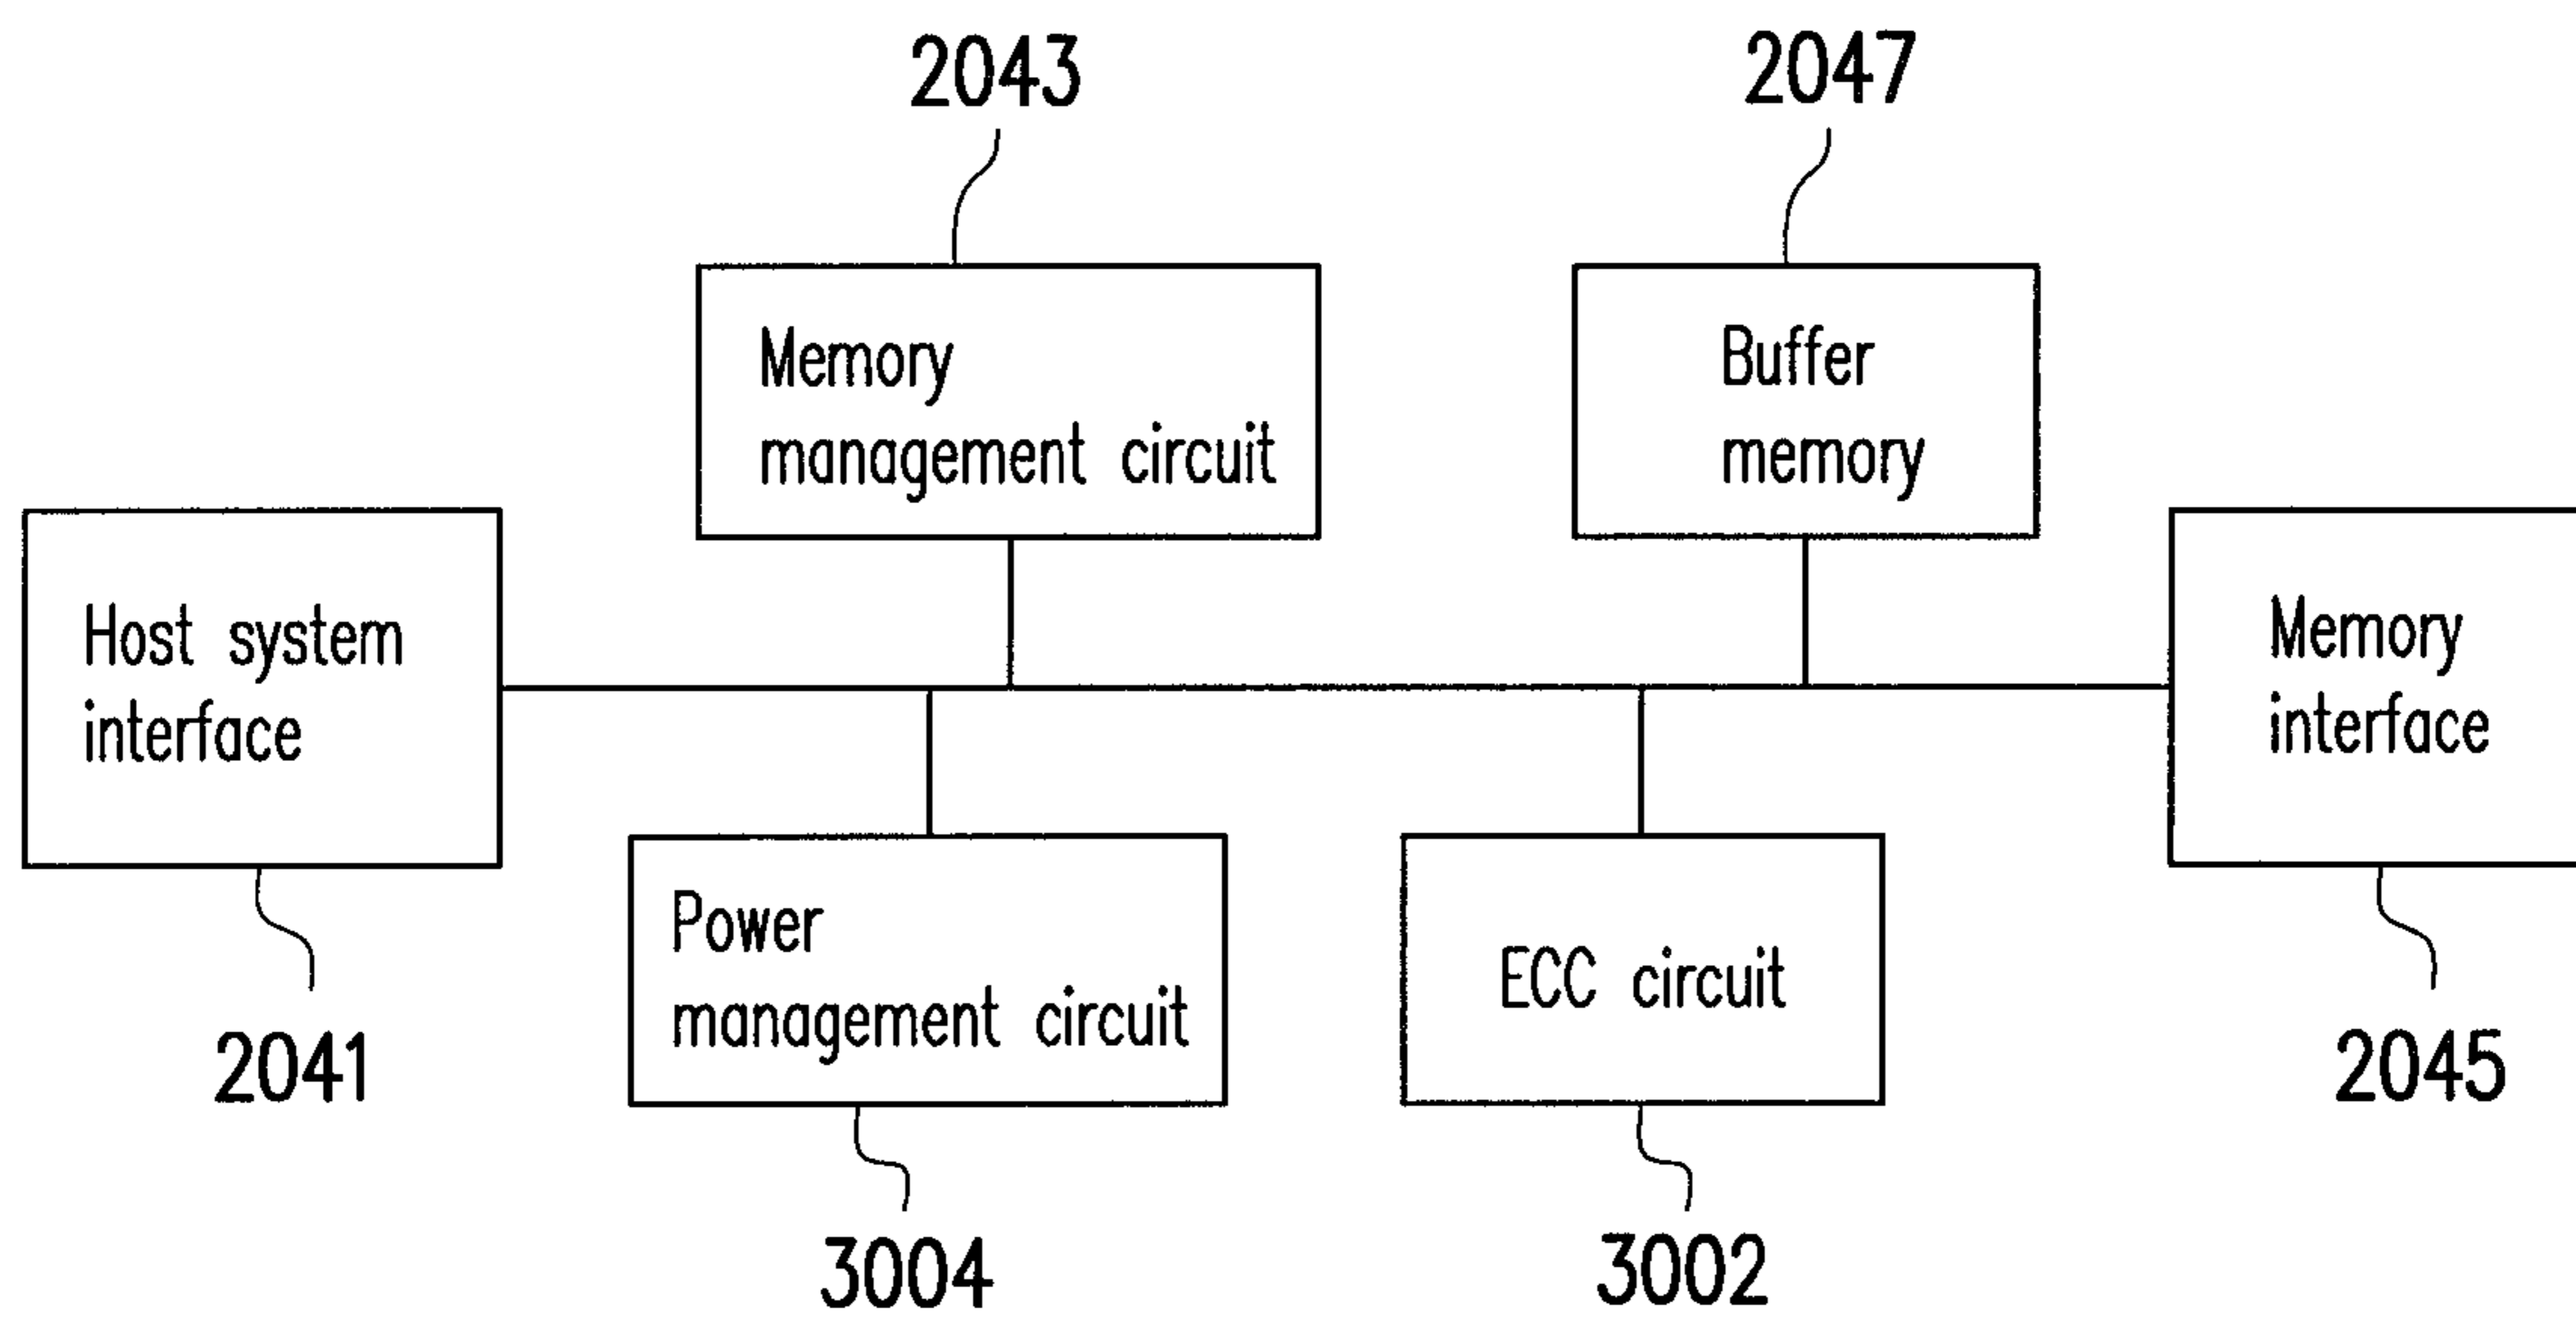 2043
2047
Memory
management circuit
Buffer
memory
Host system
interface
Memory
interface
Power
management circuit
ECC circuit
2041
2045
3004
3002